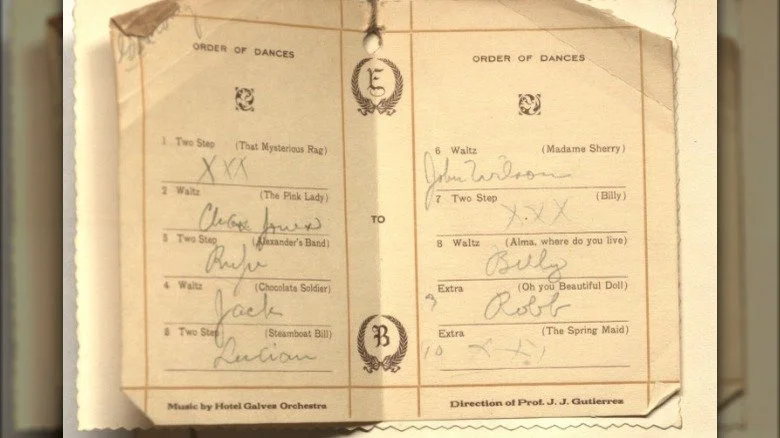 ORDER OF DANCES
1 Two Step (That Mysterious Rag)
XXX
2 Waltz (The Pink Lady)
Chas. Jones
3 Two Step (Alexander's Band)
Rufe
4 Waltz (Chocolate Soldier)
Jack
5 Two Step (Steamboat Bill)
Lucian
Music by Hotel Galvez Orchestra
E
TO
B
ORDER OF DANCES
6 Waltz (Madame Sherry)
John Wilson
7 Two Step (Billy)
XXX
8 Waltz (Alma, where do you live)
Billy
Extra (Oh you Beautiful Doll)
9 Robb
Extra (The Spring Maid)
10 X-X
Direction of Prof. J. J. Gutierrez